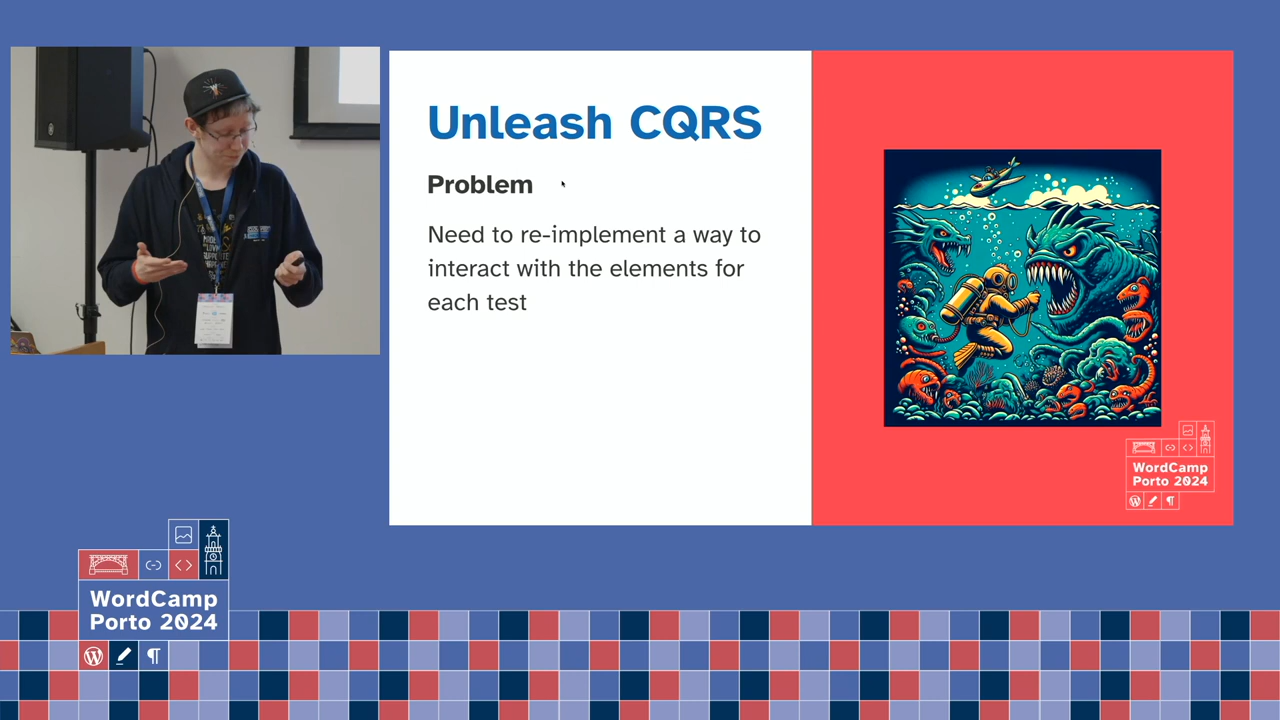 Unleash CQRS
Problem
Need to re-implement a way to
interact with the elements for
each test
WordCamp
Porto 2024
WordCamp
Porto 2024